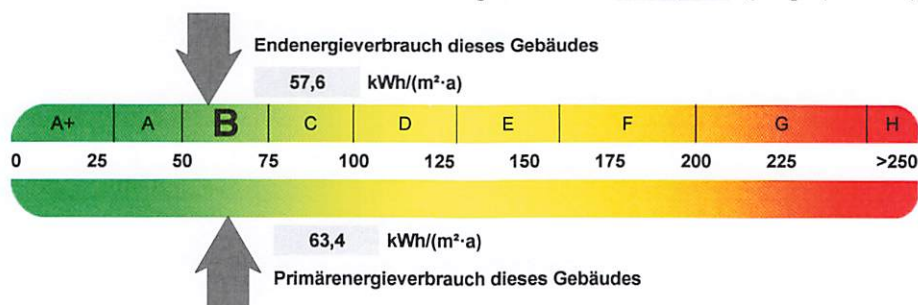 Endenergieverbrauch dieses Gebäudes
57,6 kWh/(m²·a)
A+ A B C D E F G H
0 25 50 75 100 125 150 175 200 225 >250
63,4 kWh/(m²·a)
Primärenergieverbrauch dieses Gebäudes